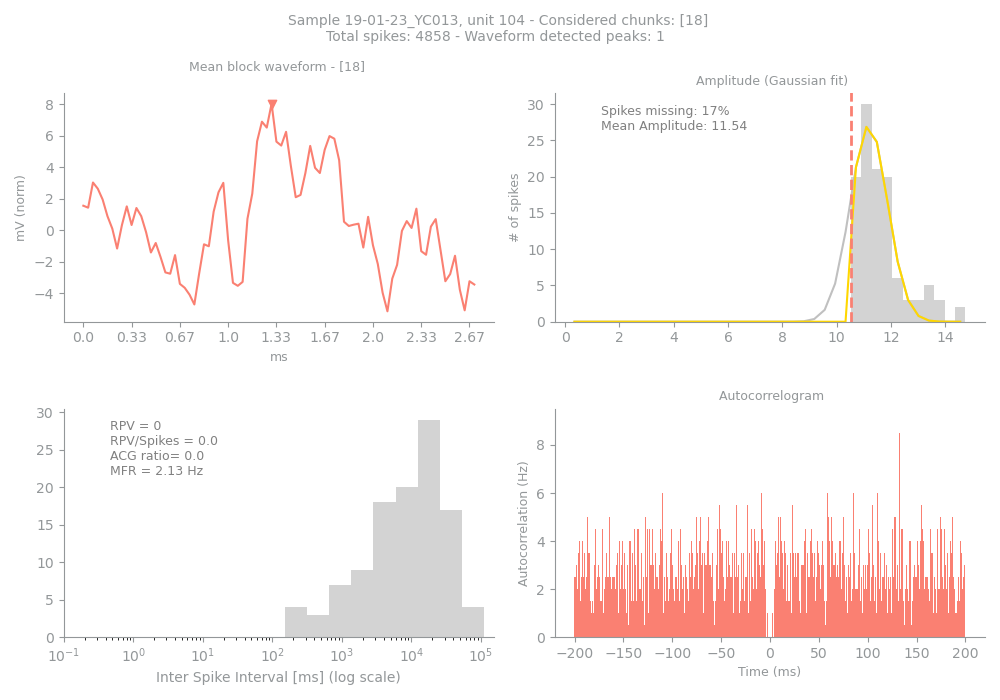 Sample 19-01-23_YC013, unit 104 - Considered chunks: [18]
Total spikes: 4858 - Waveform detected peaks: 1
Mean block waveform - [18]
8
6
4
2
0
−2
−4
mV (norm)
0.0 0.33 0.67 1.0 1.33 1.67 2.0 2.33 2.67
ms
Amplitude (Gaussian fit)
Spikes missing: 17%
Mean Amplitude: 11.54
30
25
20
15
10
5
0
# of spikes
0 2 4 6 8 10 12 14
30
25
20
15
10
5
0
RPV = 0
RPV/Spikes = 0.0
ACG ratio= 0.0
MFR = 2.13 Hz
10⁻¹ 10⁰ 10¹ 10² 10³ 10⁴ 10⁵
Inter Spike Interval [ms] (log scale)
Autocorrelogram
8
6
4
2
0
Autocorrelation (Hz)
−200 −150 −100 −50 0 50 100 150 200
Time (ms)